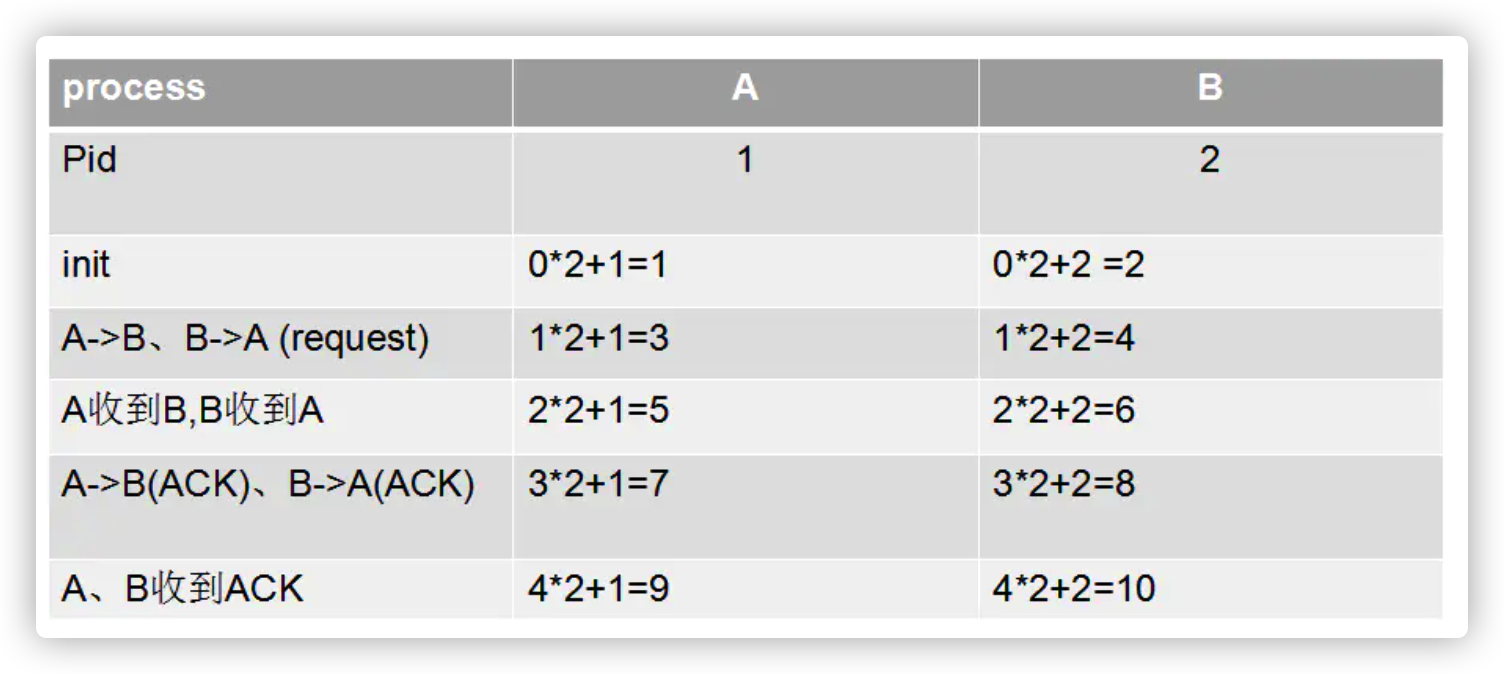 process A B
Pid 1 2
init 0*2+1=1 0*2+2 =2
A->B、B->A (request) 1*2+1=3 1*2+2=4
A收到B,B收到A 2*2+1=5 2*2+2=6
A->B(ACK)、B->A(ACK) 3*2+1=7 3*2+2=8
A、B收到ACK 4*2+1=9 4*2+2=10